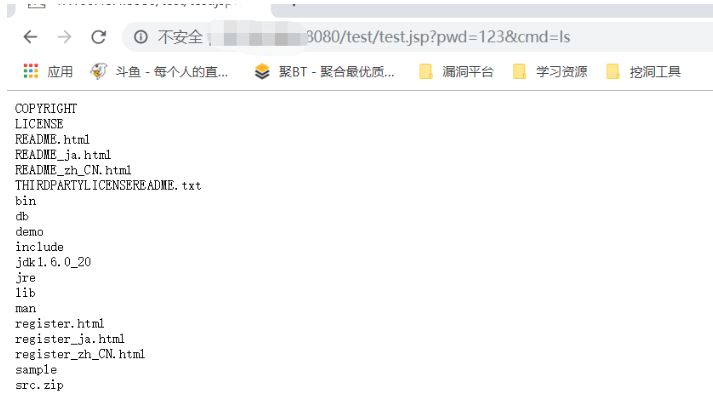 不安全 8080/test/test.jsp?pwd=123&cmd=ls
应用 斗鱼 - 每个人的直... 聚BT - 聚合最优质... 漏洞平台 学习资源 挖洞工具
COPYRIGHT
LICENSE
README.html
README_ja.html
README_zh_CN.html
THIRDPARTYLICENSEREADME.txt
bin
db
demo
include
jdk1.6.0_20
jre
lib
man
register.html
register_ja.html
register_zh_CN.html
sample
src.zip